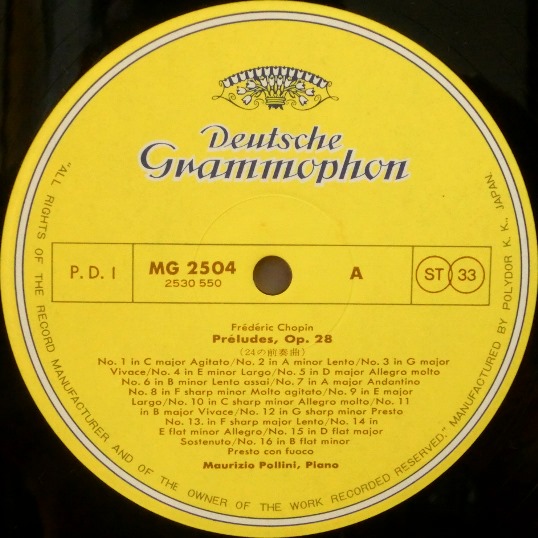 Deutsche
Grammophon
P.D. I
MG 2504
2530 550
A
ST 33
Frédéric Chopin
Préludes, Op. 28
(24の前奏曲)
No. 1 in C major Agitato/No. 2 in A minor Lento/No. 3 in G major
Vivace/No. 4 in E minor Largo/No. 5 in D major Allegro molto
No. 6 in B minor Lento assai/No. 7 in A major Andantino
No. 8 in F sharp minor Molto agitato/No. 9 in E major
Largo/No. 10 in C sharp minor Allegro molto/No. 11
in B major Vivace/No. 12 in G sharp minor Presto
No. 13. in F sharp major Lento/No. 14 in
E flat minor Allegro/No. 15 in D flat major
Sostenuto/No. 16 in B flat minor
Presto con fuoco
Maurizio Pollini, Piano
"ALL RIGHTS OF THE RECORD MANUFACTURER AND OF THE OWNER OF THE WORK RECORDED RESERVED." MANUFACTURED BY POLYDOR K. K., JAPAN.